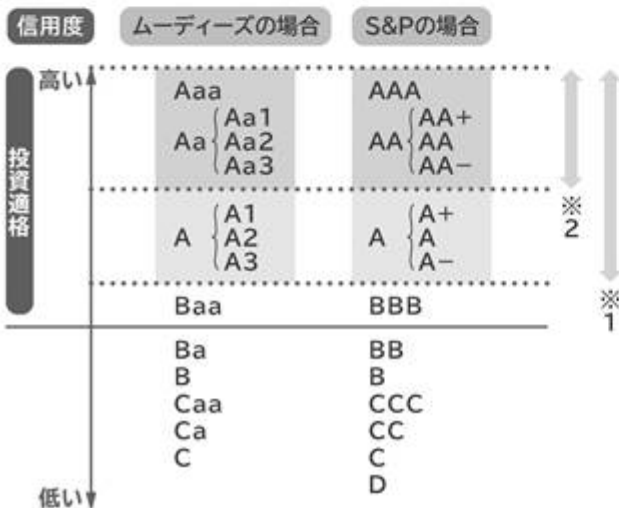 信用度 ムーディーズの場合 S&Pの場合
高い
投資適格
Aaa AAA
Aa1 AA+
Aa Aa2 AA AA
Aa3 AA−
※2
A1 A+
A A2 A A
A3 A−
※1
Baa BBB
Ba BB
B B
Caa CCC
Ca CC
C C
D
低い